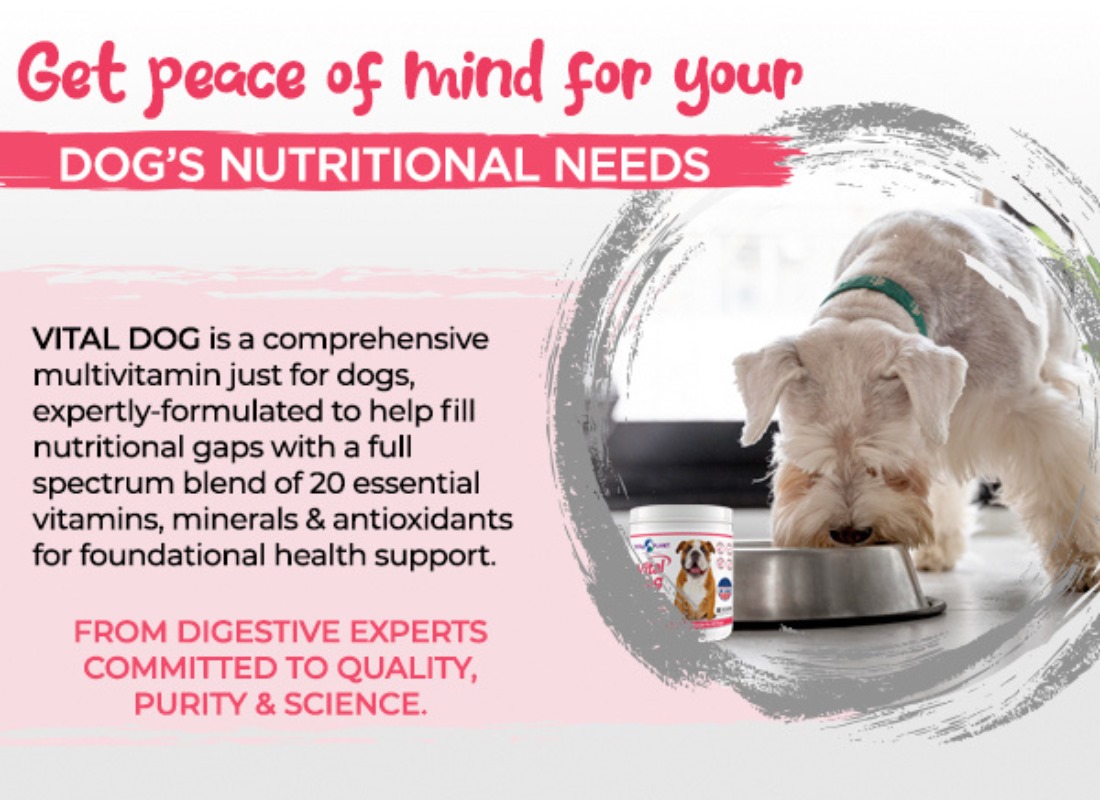 Get peace of mind for your
DOG'S NUTRITIONAL NEEDS
VITAL DOG is a comprehensive
multivitamin just for dogs,
expertly-formulated to help fill
nutritional gaps with a full
spectrum blend of 20 essential
vitamins, minerals & antioxidants
for foundational health support.
FROM DIGESTIVE EXPERTS
COMMITTED TO QUALITY,
PURITY & SCIENCE.
PLANET
Vital